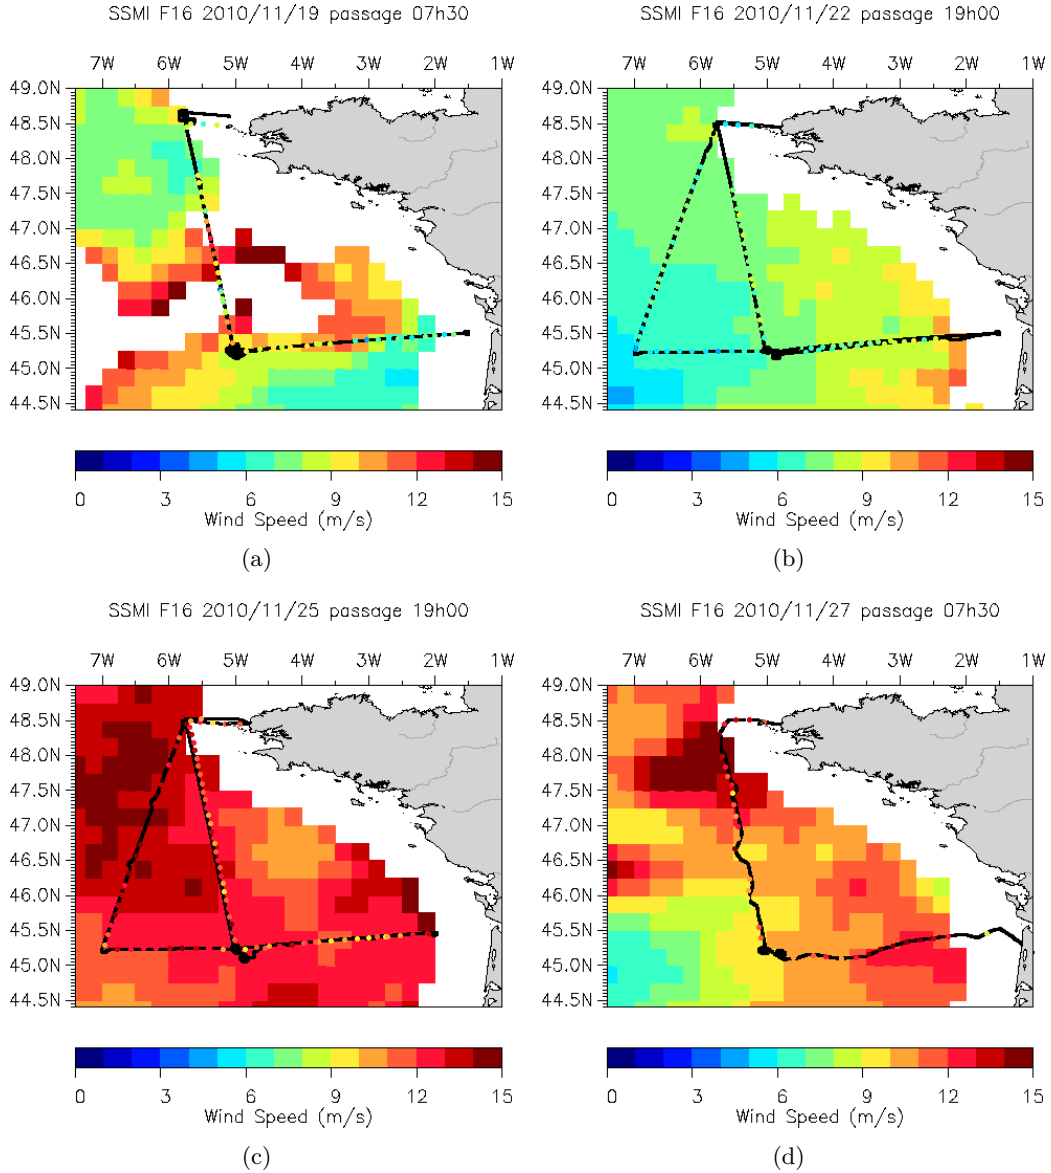 SSMI F16 2010/11/19 passage 07h30
7W 6W 5W 4W 3W 2W 1W
49.0N
48.5N
48.0N
47.5N
47.0N
46.5N
46.0N
45.5N
45.0N
44.5N
0 3 6 9 12 15
Wind Speed (m/s)
(a)
SSMI F16 2010/11/22 passage 19h00
7W 6W 5W 4W 3W 2W 1W
49.0N
48.5N
48.0N
47.5N
47.0N
46.5N
46.0N
45.5N
45.0N
44.5N
0 3 6 9 12 15
Wind Speed (m/s)
(b)
SSMI F16 2010/11/25 passage 19h00
7W 6W 5W 4W 3W 2W 1W
49.0N
48.5N
48.0N
47.5N
47.0N
46.5N
46.0N
45.5N
45.0N
44.5N
0 3 6 9 12 15
Wind Speed (m/s)
(c)
SSMI F16 2010/11/27 passage 07h30
7W 6W 5W 4W 3W 2W 1W
49.0N
48.5N
48.0N
47.5N
47.0N
46.5N
46.0N
45.5N
45.0N
44.5N
0 3 6 9 12 15
Wind Speed (m/s)
(d)